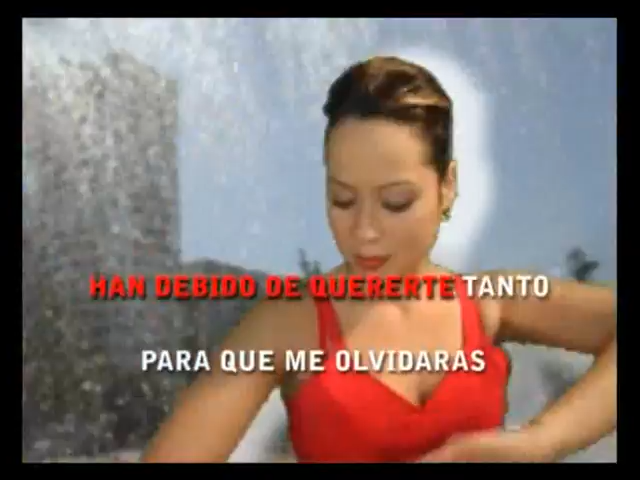 HAN DEBIDO DE QUERERTE TANTO
PARA QUE ME OLVIDARAS